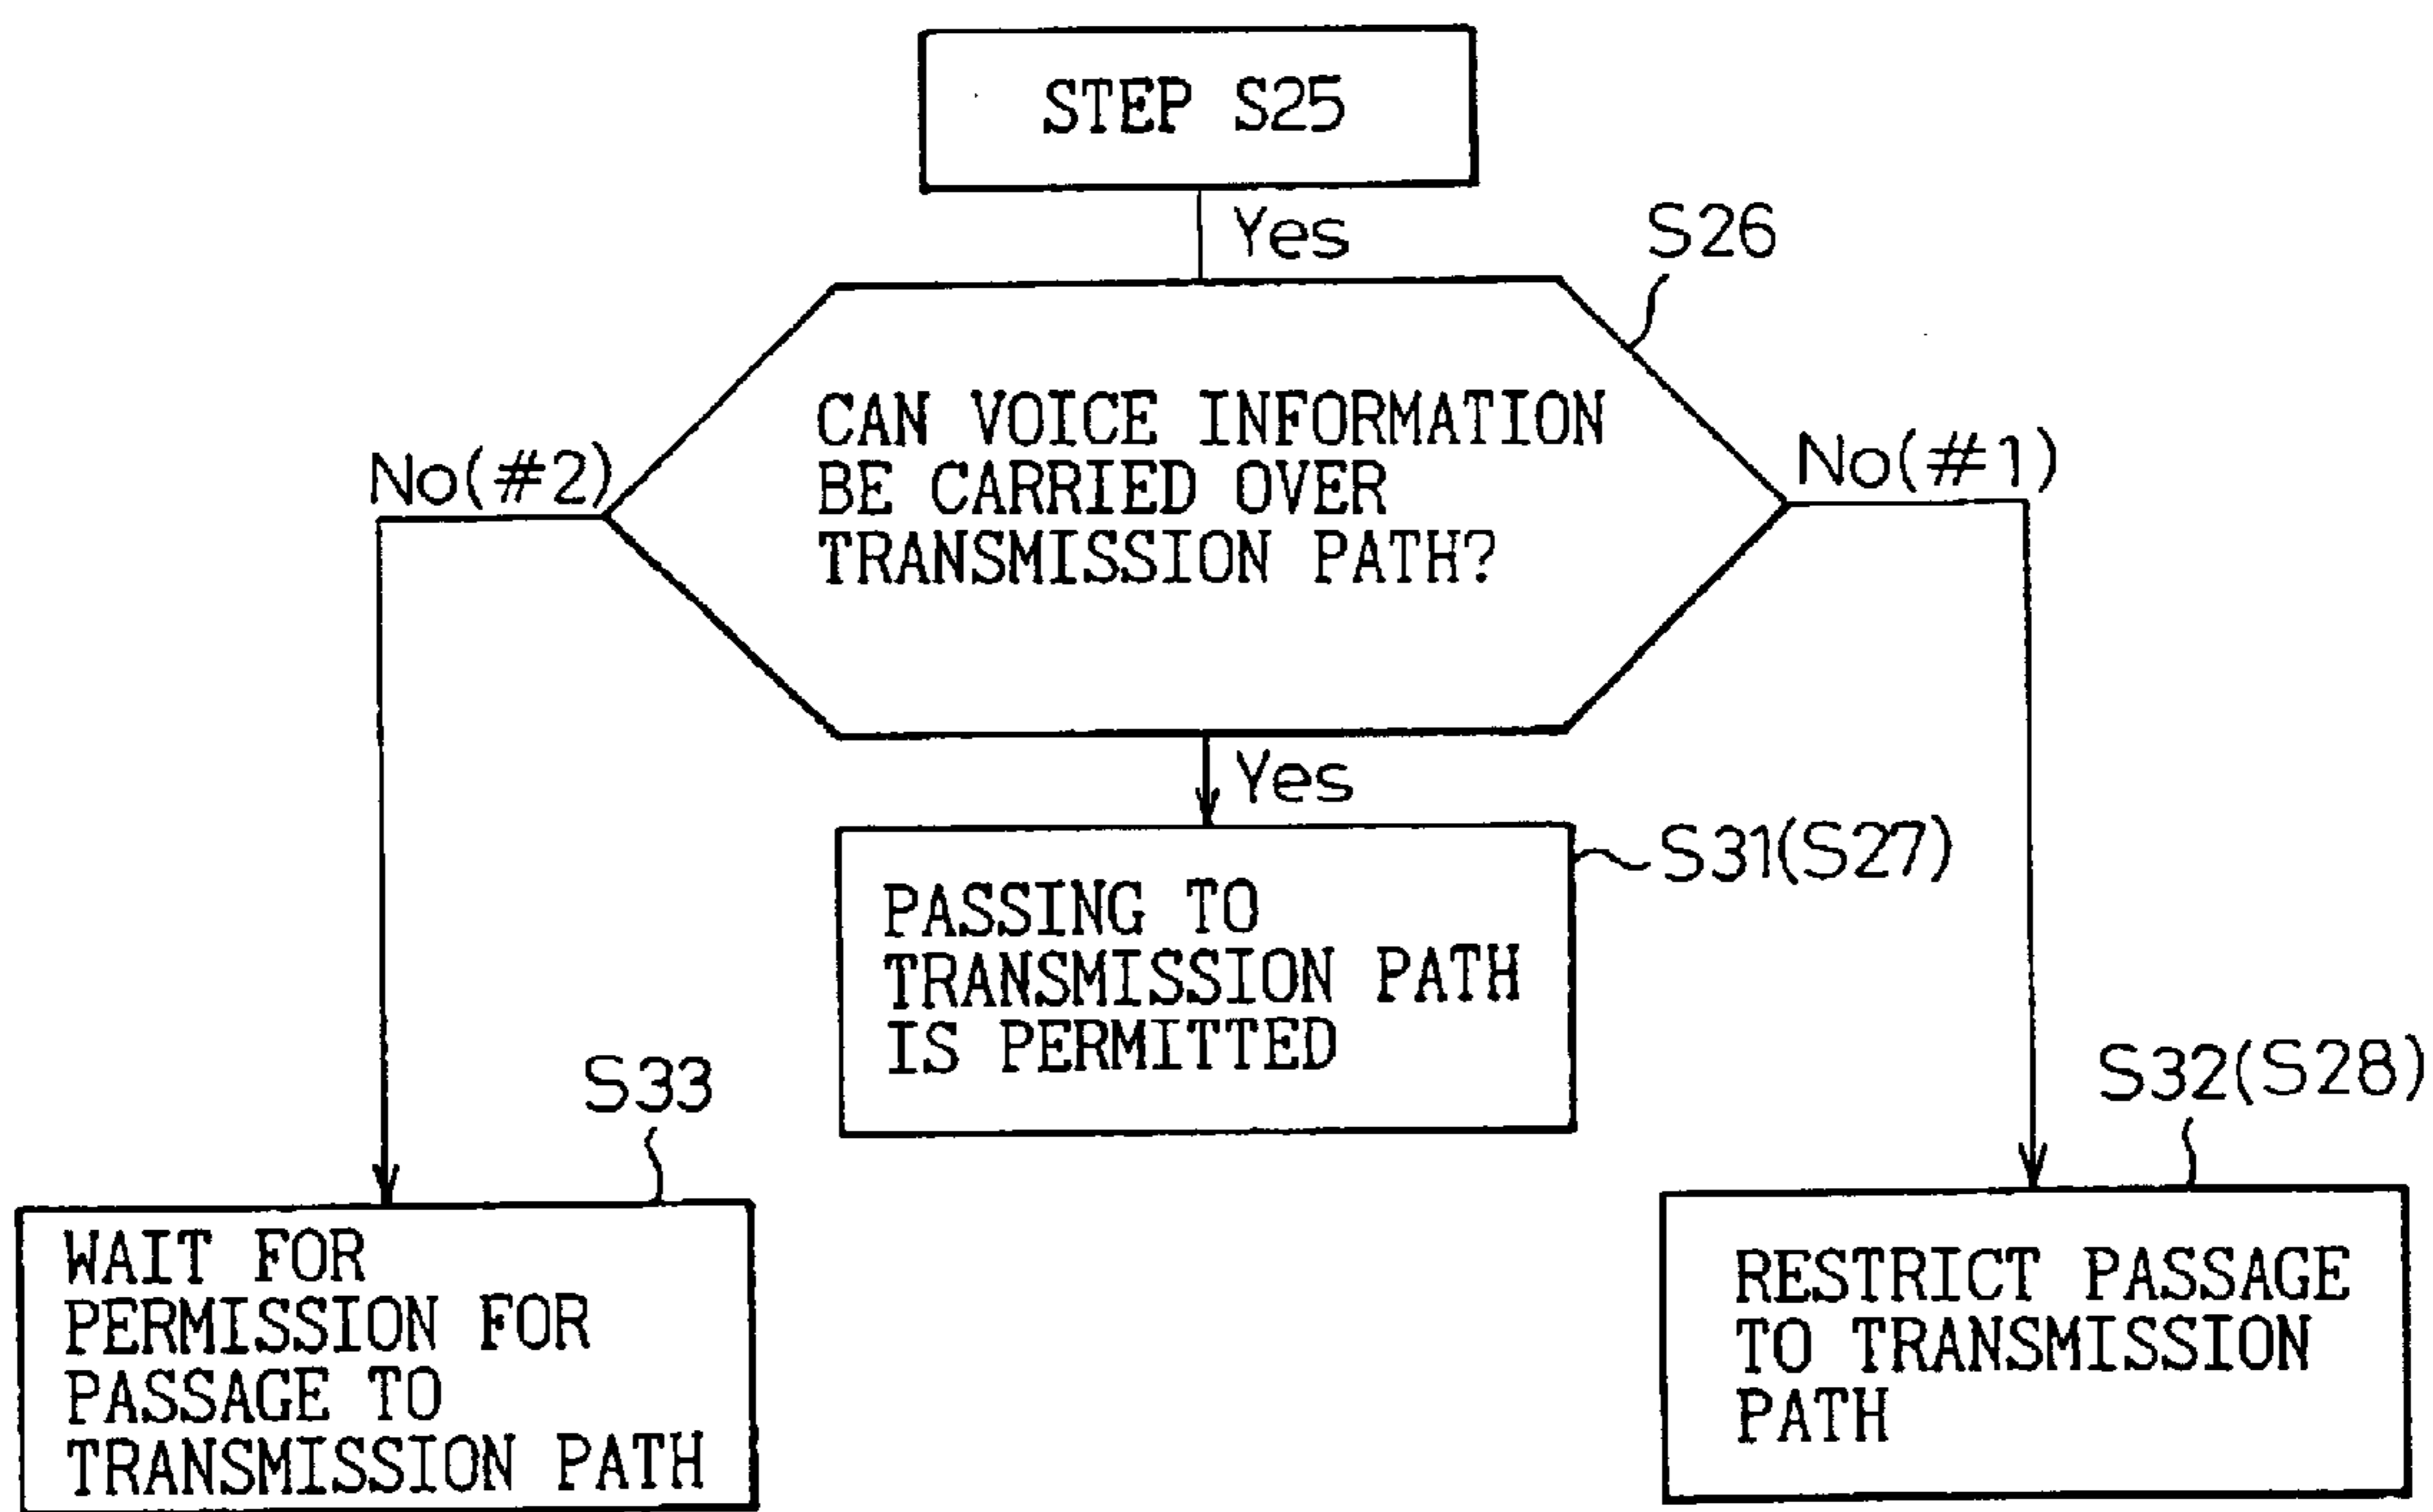 STEP S25
Yes
S26
CAN VOICE INFORMATION
BE CARRIED OVER
TRANSMISSION PATH?
No(#2)
No(#1)
Yes
S31(S27)
PASSING TO
TRANSMISSION PATH
IS PERMITTED
S33
S32(S28)
WAIT FOR
PERMISSION FOR
PASSAGE TO
TRANSMISSION PATH
RESTRICT PASSAGE
TO TRANSMISSION
PATH